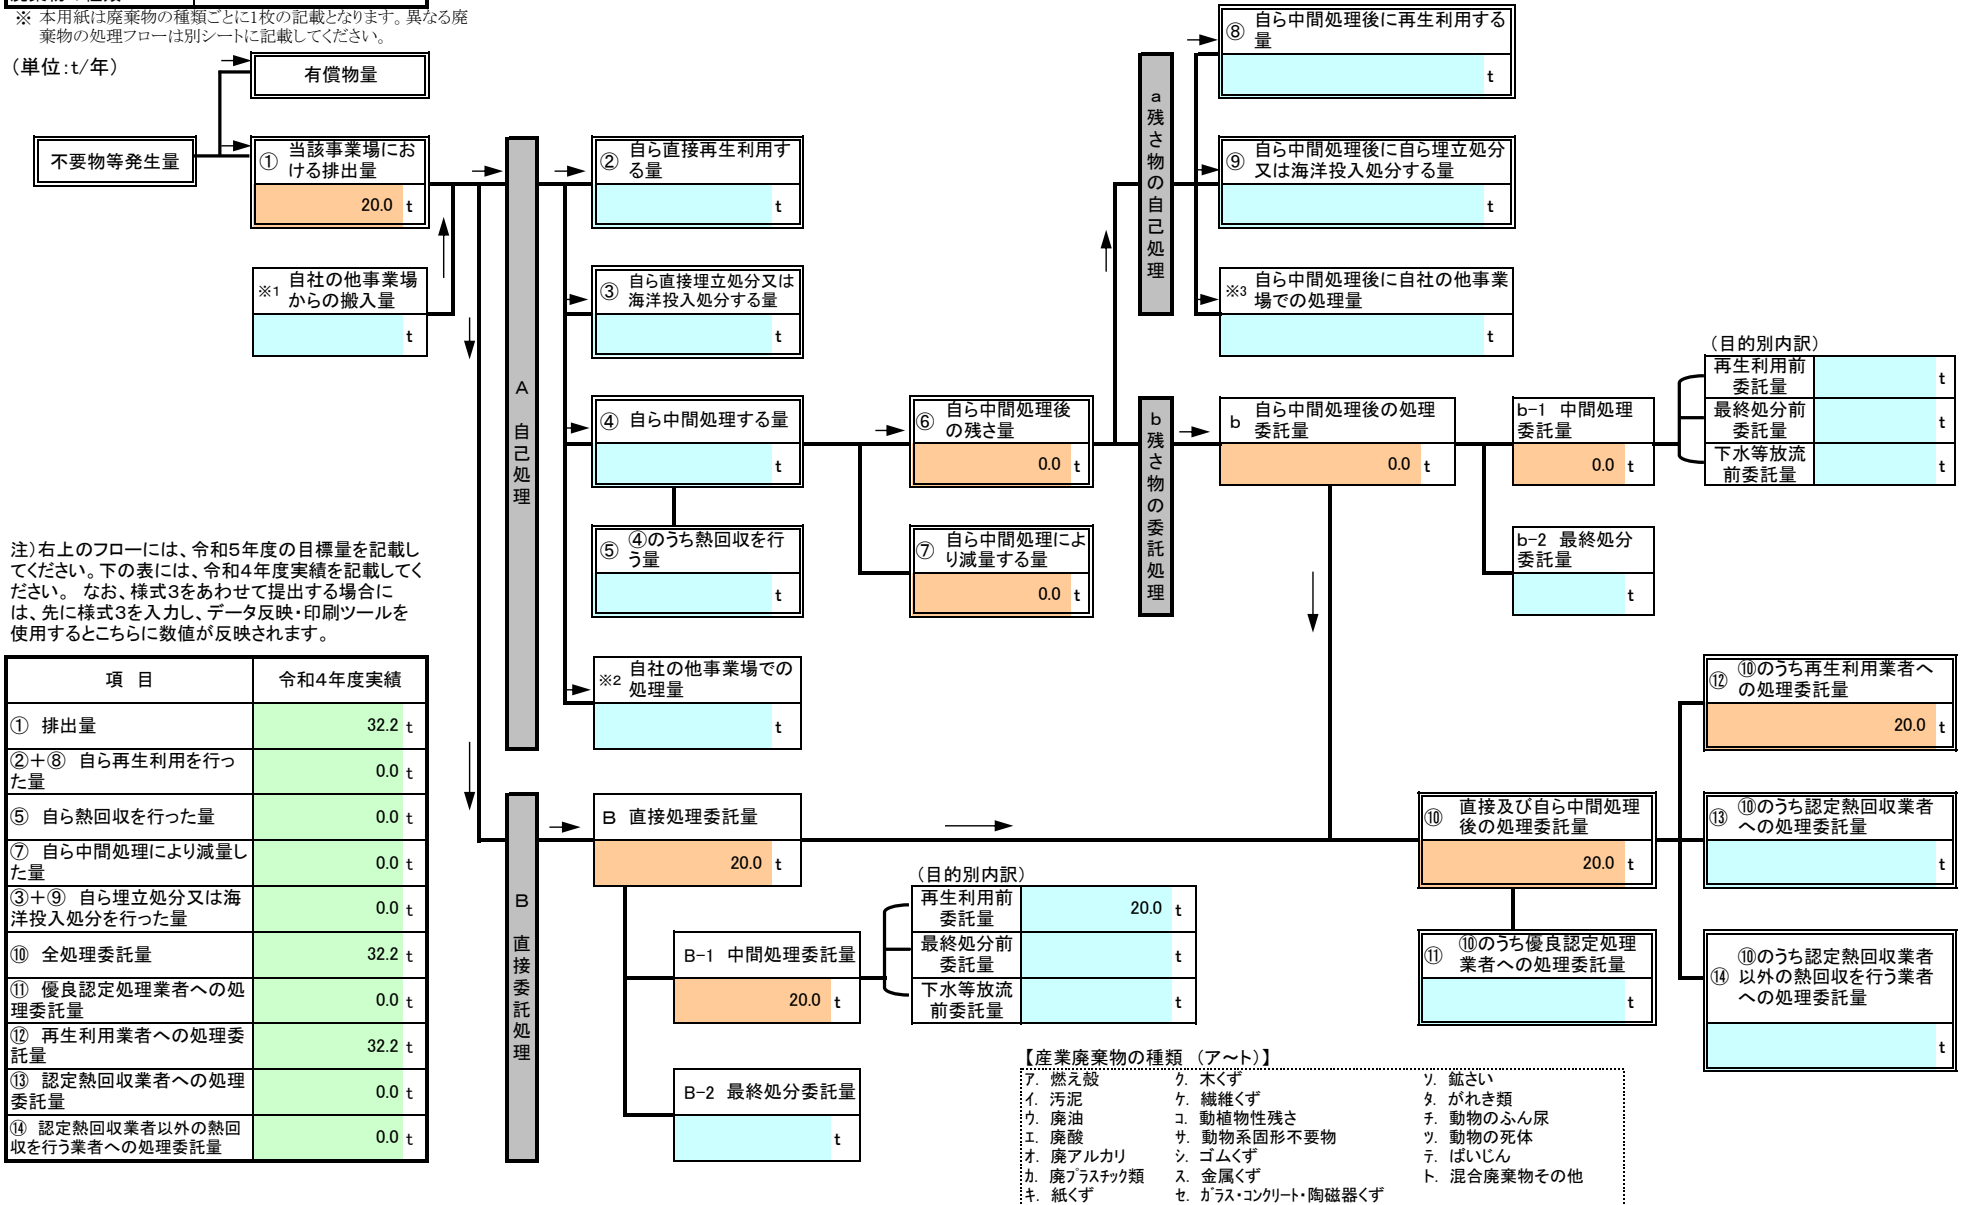 ※ 本用紙は廃棄物の種類ごとに1枚の記載となります。異なる廃
棄物の処理フローは別シートに記載してください。
（単位：t/年）
有償物量
不要物等発生量
① 当該事業場にお
ける排出量
20.0 t
※1 自社の他事業場
からの搬入量
t
A 自己処理
② 自ら直接再生利用す
る量
t
③ 自ら直接埋立処分又は
海洋投入処分する量
t
④ 自ら中間処理する量
t
⑤ ④のうち熱回収を行
う量
t
※2 自社の他事業場での
処理量
t
⑥ 自ら中間処理後
の残さ量
0.0 t
⑦ 自ら中間処理によ
り減量する量
0.0 t
a 残さ物の自己処理
⑧ 自ら中間処理後に再生利用する
量
t
⑨ 自ら中間処理後に自ら埋立処分
又は海洋投入処分する量
t
※3 自ら中間処理後に自社の他事業
場での処理量
t
b 残さ物の委託処理
b 自ら中間処理後の処理
委託量
0.0 t
b-1 中間処理
委託量
0.0 t
b-2 最終処分
委託量
t
（目的別内訳）
再生利用前
委託量
t
最終処分前
委託量
t
下水等放流
前委託量
t
注）右上のフローには、令和5年度の目標量を記載し
てください。下の表には、令和4年度実績を記載してく
ださい。 なお、様式3をあわせて提出する場合に
は、先に様式3を入力し、データ反映・印刷ツールを
使用するとこちらに数値が反映されます。
項 目 令和4年度実績
① 排出量 32.2 t
②＋⑧ 自ら再生利用を行っ
た量 0.0 t
⑤ 自ら熱回収を行った量 0.0 t
⑦ 自ら中間処理により減量し
た量 0.0 t
③＋⑨ 自ら埋立処分又は海
洋投入処分を行った量 0.0 t
⑩ 全処理委託量 32.2 t
⑪ 優良認定処理業者への処
理委託量 0.0 t
⑫ 再生利用業者への処理委
託量 32.2 t
⑬ 認定熱回収業者への処理
委託量 0.0 t
⑭ 認定熱回収業者以外の熱回
収を行う業者への処理委託量 0.0 t
B 直接委託処理
B 直接処理委託量
20.0 t
B-1 中間処理委託量
20.0 t
B-2 最終処分委託量
t
（目的別内訳）
再生利用前
委託量
20.0 t
最終処分前
委託量
t
下水等放流
前委託量
t
⑩ 直接及び自ら中間処理
後の処理委託量
20.0 t
⑪ ⑩のうち優良認定処理
業者への処理委託量
t
⑫ ⑩のうち再生利用業者へ
の処理委託量
20.0 t
⑬ ⑩のうち認定熱回収業者
への処理委託量
t
⑭ ⑩のうち認定熱回収業者
以外の熱回収を行う業者
への処理委託量
t
【産業廃棄物の種類 （ア～ト）】
ア. 燃え殻 ク. 木くず ソ. 鉱さい
イ. 汚泥 ケ. 繊維くず タ. がれき類
ウ. 廃油 コ. 動植物性残さ チ. 動物のふん尿
エ. 廃酸 サ. 動物系固形不要物 ツ. 動物の死体
オ. 廃アルカリ シ. ゴムくず テ. ばいじん
カ. 廃プラスチック類 ス. 金属くず ト. 混合廃棄物その他
キ. 紙くず セ. ガラス・コンクリート・陶磁器くず